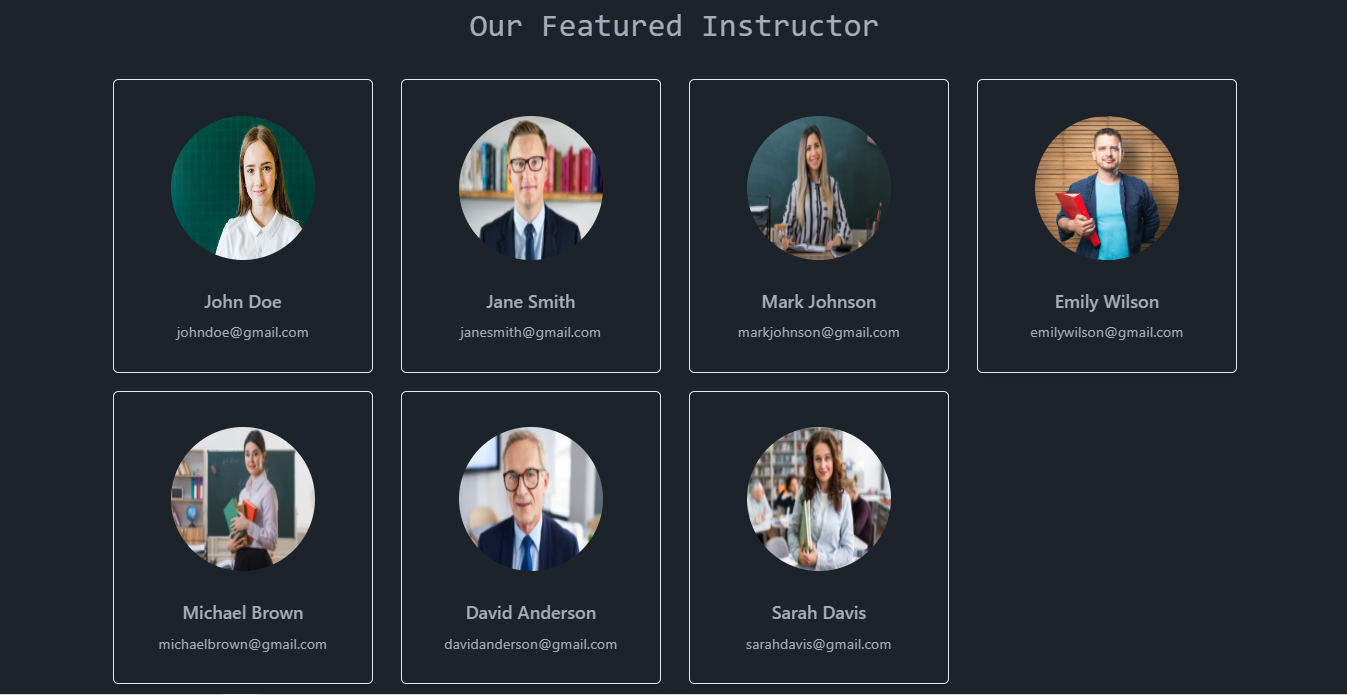 Our Featured Instructor
John Doe
johndoe@gmail.com
Jane Smith
janesmith@gmail.com
Mark Johnson
markjohnson@gmail.com
Emily Wilson
emilywilson@gmail.com
Michael Brown
michaelbrown@gmail.com
David Anderson
davidanderson@gmail.com
Sarah Davis
sarahdavis@gmail.com